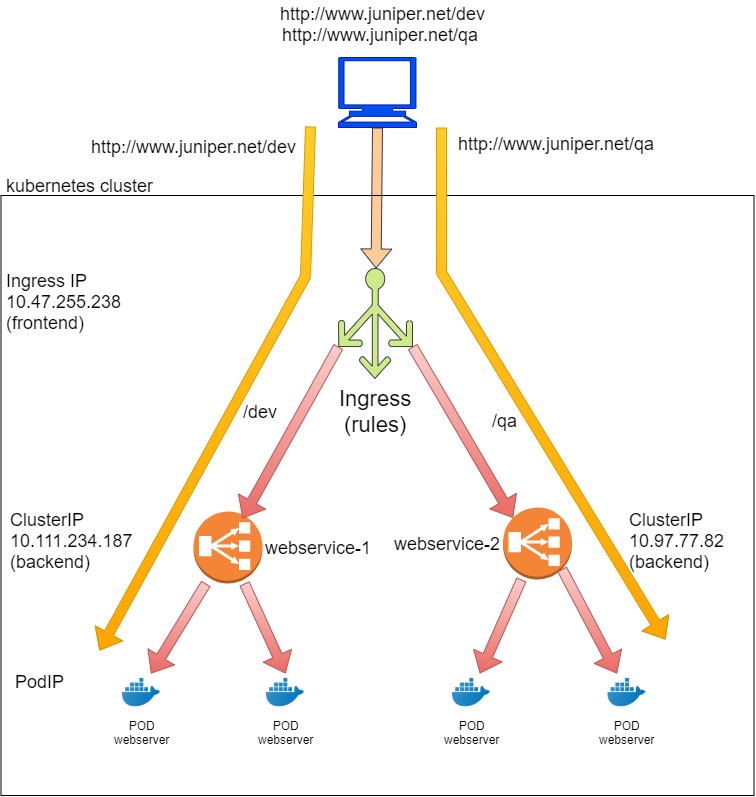 http://www.juniper.net/dev
http://www.juniper.net/qa
http://www.juniper.net/dev
http://www.juniper.net/qa
kubernetes cluster
Ingress IP
10.47.255.238
(frontend)
Ingress
(rules)
/dev
/qa
ClusterIP
10.111.234.187
(backend)
webservice-1
webservice-2
ClusterIP
10.97.77.82
(backend)
PodIP
POD
webserver
POD
webserver
POD
webserver
POD
webserver